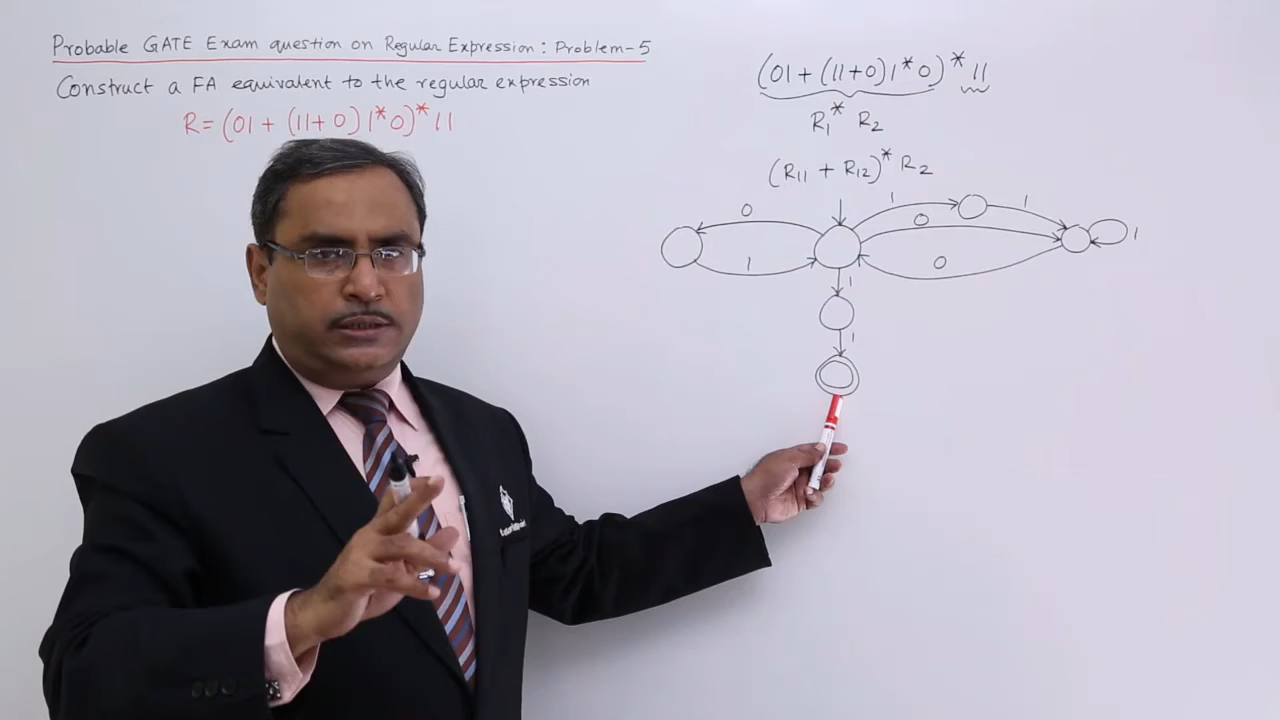 Probable GATE Exam question on Regular Expression : Problem-5
Construct a FA equivalent to the regular expression
R = (01 + (11+0)1*0)*11
(01 + (11+0)1*0)*11
R₁* R₂
(R₁₁ + R₁₂)* R₂
1 1
0 0
1
1 0
1
1